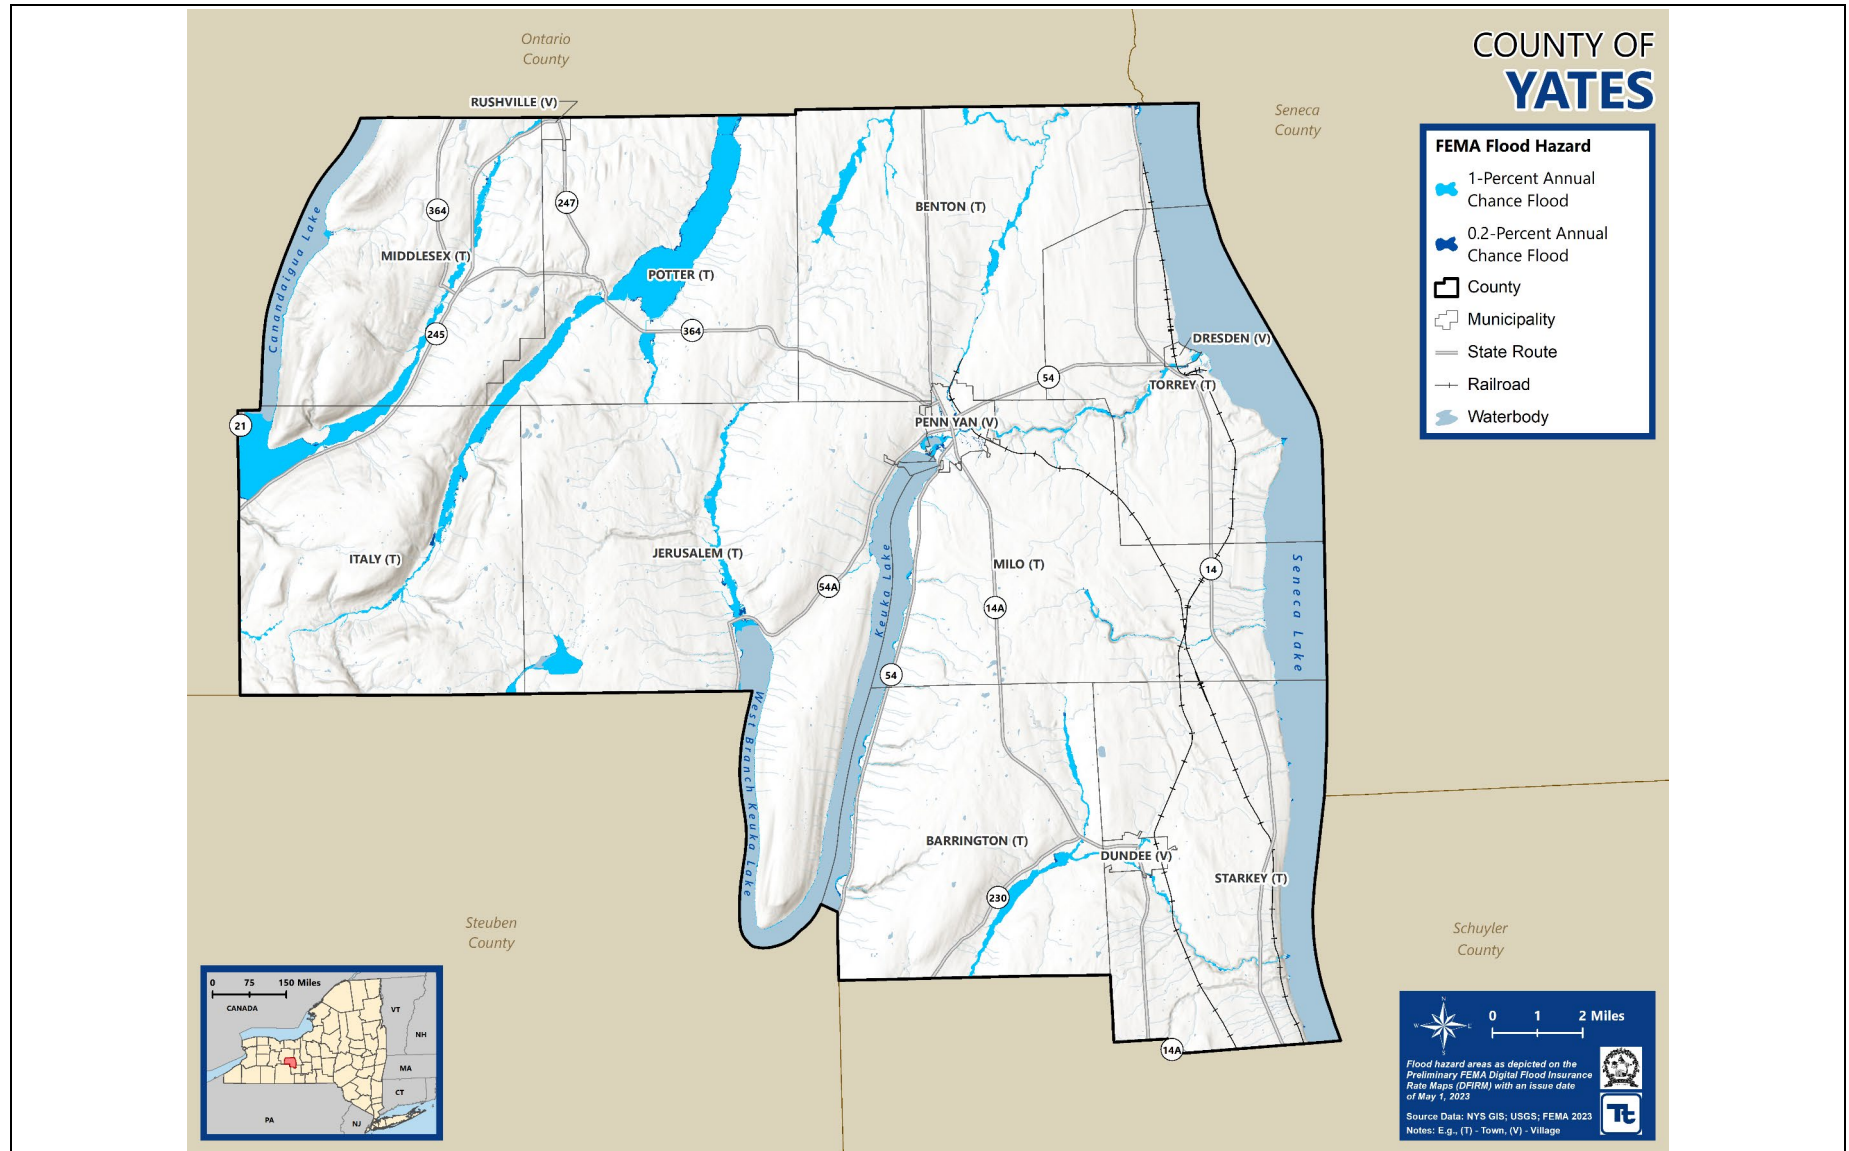 COUNTY OF
YATES
FEMA Flood Hazard
1-Percent Annual
Chance Flood
0.2-Percent Annual
Chance Flood
County
Municipality
State Route
Railroad
Waterbody
Ontario
County
Seneca
County
Steuben
County
Schuyler
County
RUSHVILLE (V)
364
247
BENTON (T)
MIDDLESEX (T)
POTTER (T)
Canandaigua Lake
245
364
DRESDEN (V)
54
TORREY (T)
21
PENN YAN (V)
ITALY (T)
JERUSALEM (T)
54A
Keuka Lake
MILO (T)
14
14A
Seneca Lake
54
West Branch Keuka Lake
BARRINGTON (T)
DUNDEE (V)
STARKEY (T)
230
14A
0 75 150 Miles
CANADA
VT
NH
MA
CT
PA
NJ
N
W E
S
0 1 2 Miles
Flood hazard areas as depicted on the
Preliminary FEMA Digital Flood Insurance
Rate Maps (DFIRM) with an issue date
of May 1, 2023
Source Data: NYS GIS; USGS; FEMA 2023
Notes: E.g., (T) - Town, (V) - Village
Tt